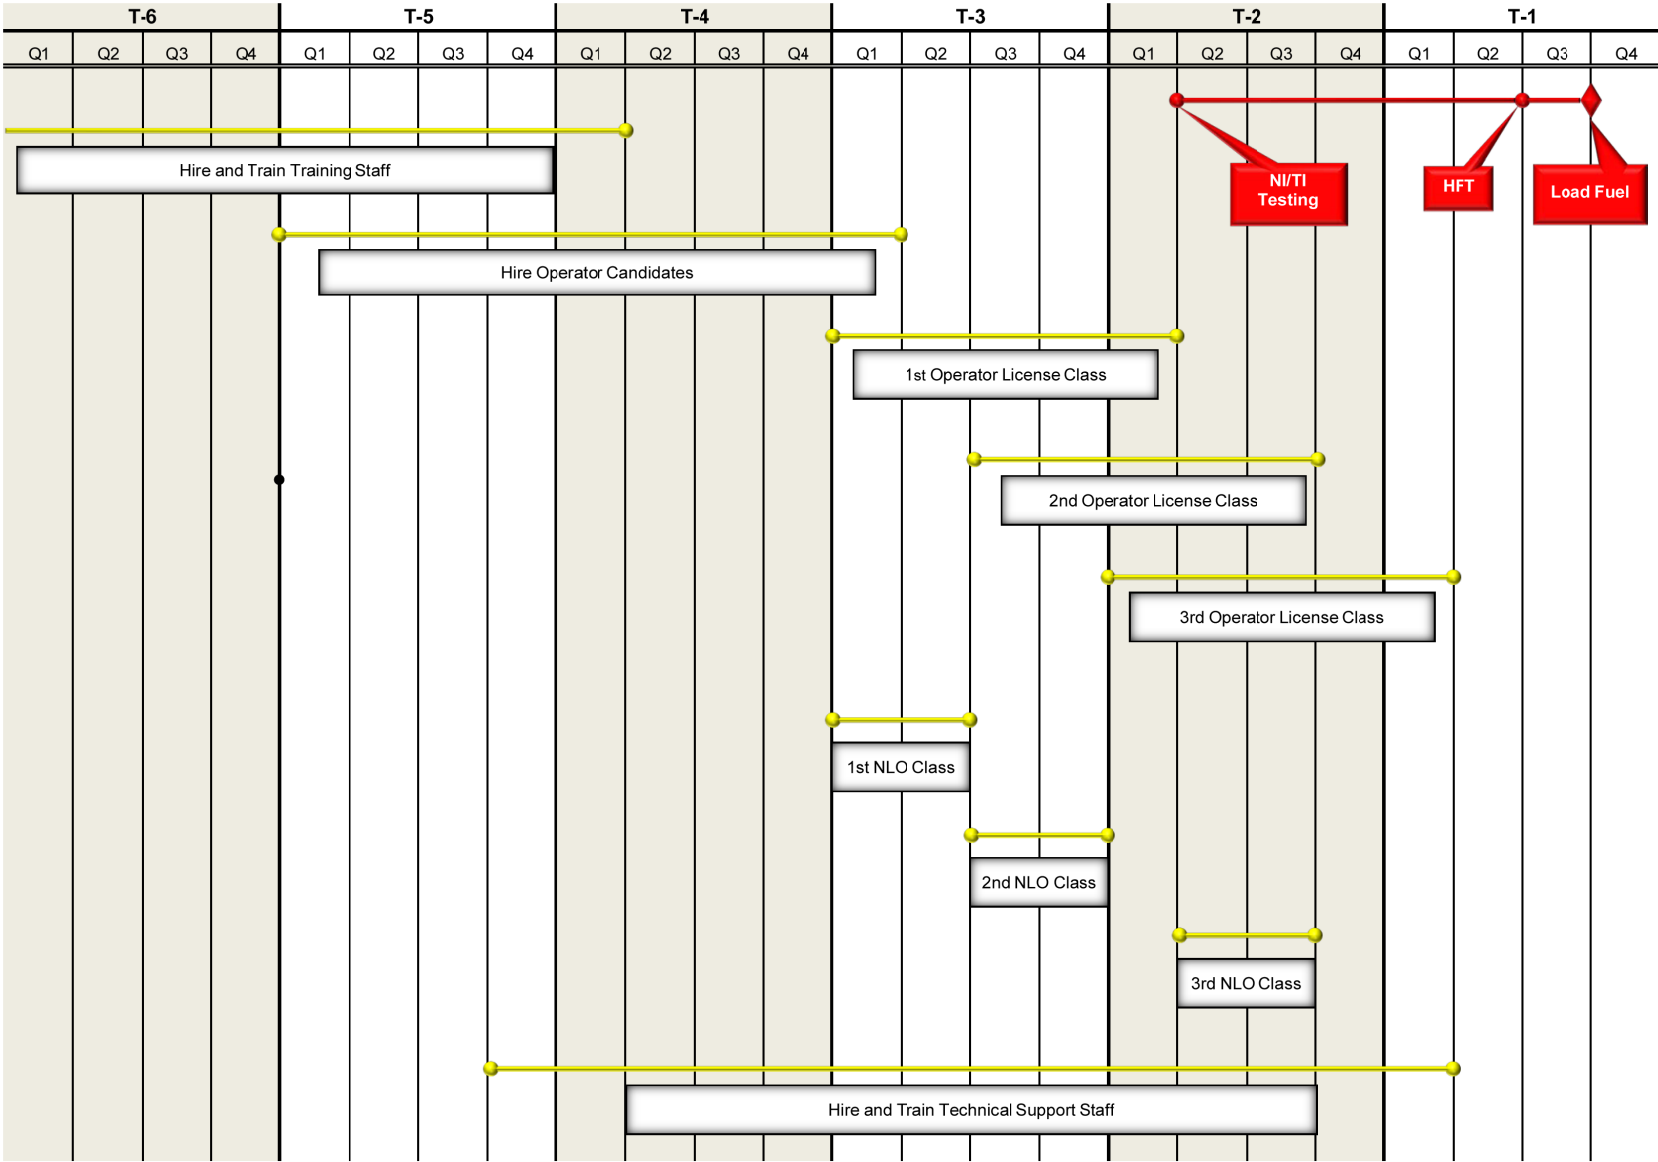 T-6 T-5 T-4 T-3 T-2 T-1
Q1 Q2 Q3 Q4 Q1 Q2 Q3 Q4 Q1 Q2 Q3 Q4 Q1 Q2 Q3 Q4 Q1 Q2 Q3 Q4 Q1 Q2 Q3 Q4
Hire and Train Training Staff
NI/TI
Testing
HFT
Load Fuel
Hire Operator Candidates
1st Operator License Class
2nd Operator License Class
3rd Operator License Class
1st NLO Class
2nd NLO Class
3rd NLO Class
Hire and Train Technical Support Staff